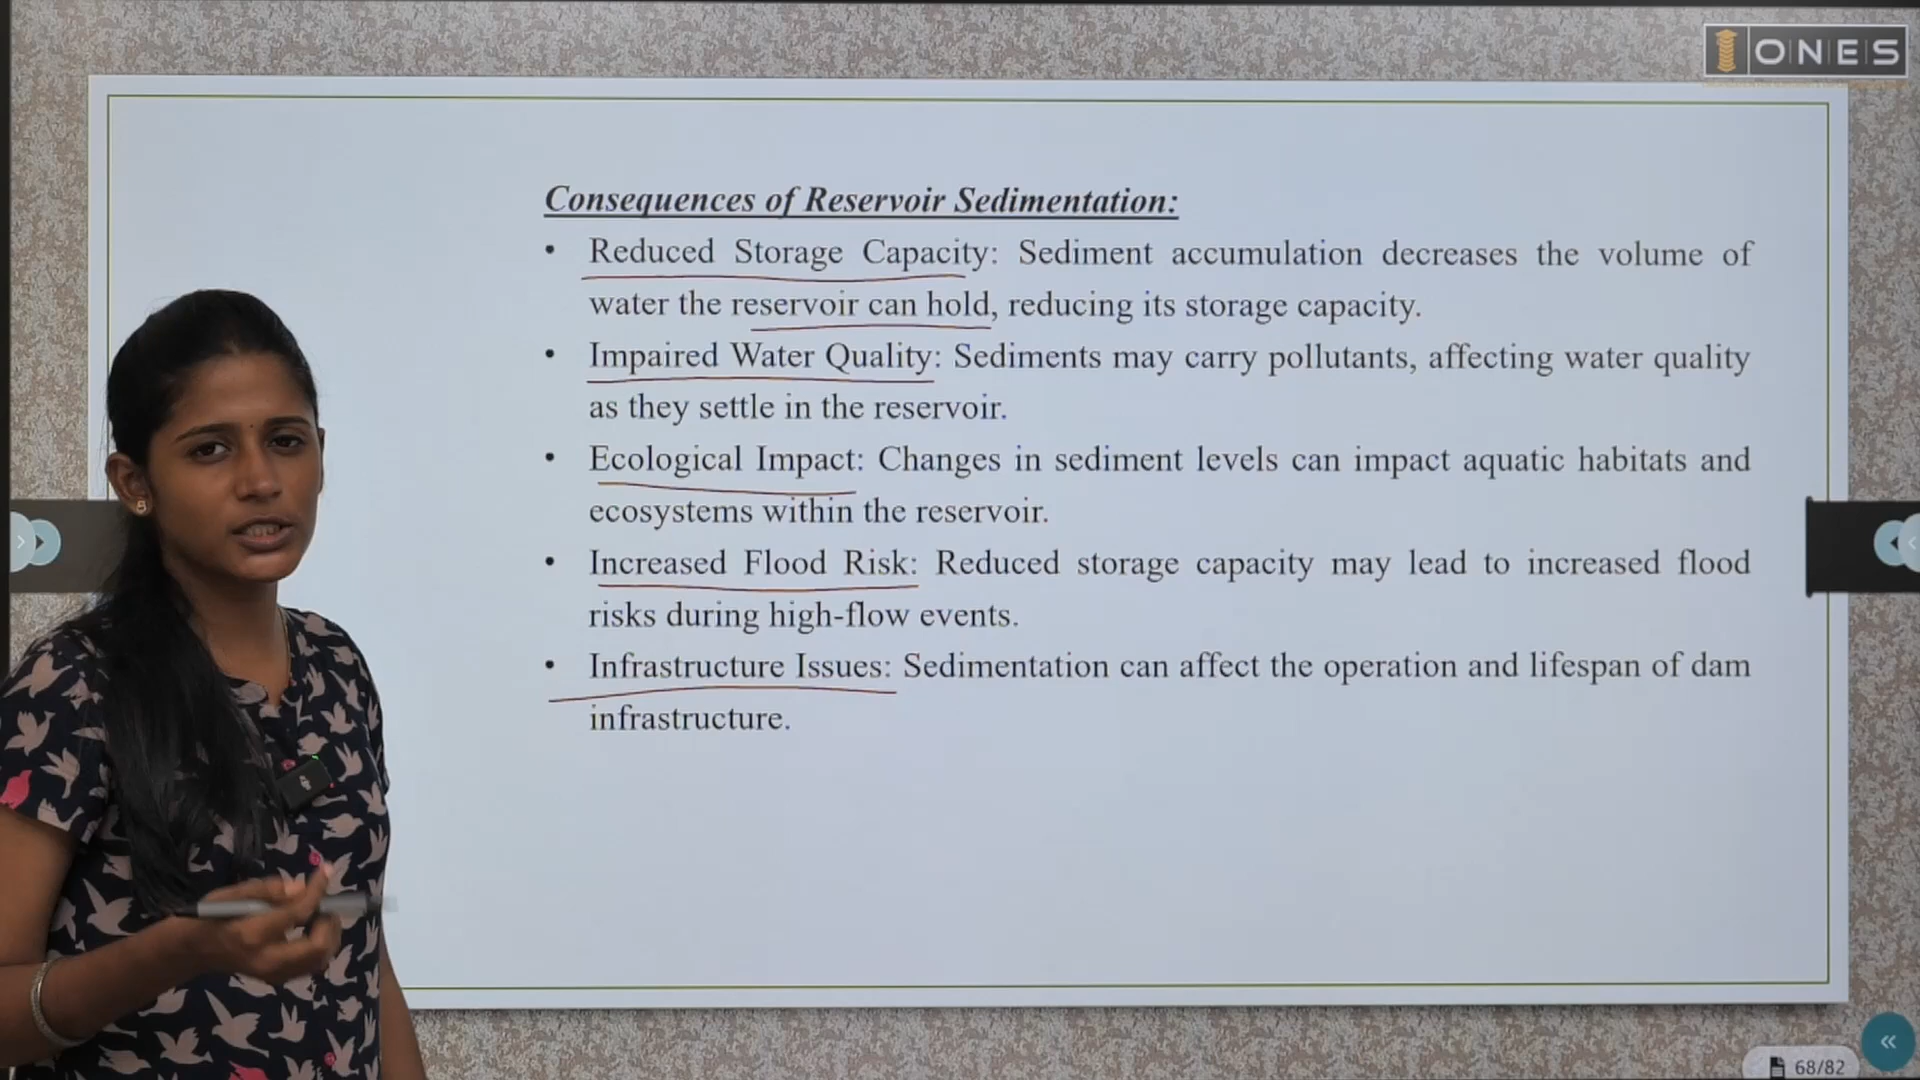 ONES
Consequences of Reservoir Sedimentation:
• Reduced Storage Capacity: Sediment accumulation decreases the volume of
water the reservoir can hold, reducing its storage capacity.
• Impaired Water Quality: Sediments may carry pollutants, affecting water quality
as they settle in the reservoir.
• Ecological Impact: Changes in sediment levels can impact aquatic habitats and
ecosystems within the reservoir.
• Increased Flood Risk: Reduced storage capacity may lead to increased flood
risks during high-flow events.
• Infrastructure Issues: Sedimentation can affect the operation and lifespan of dam
infrastructure.
68/82